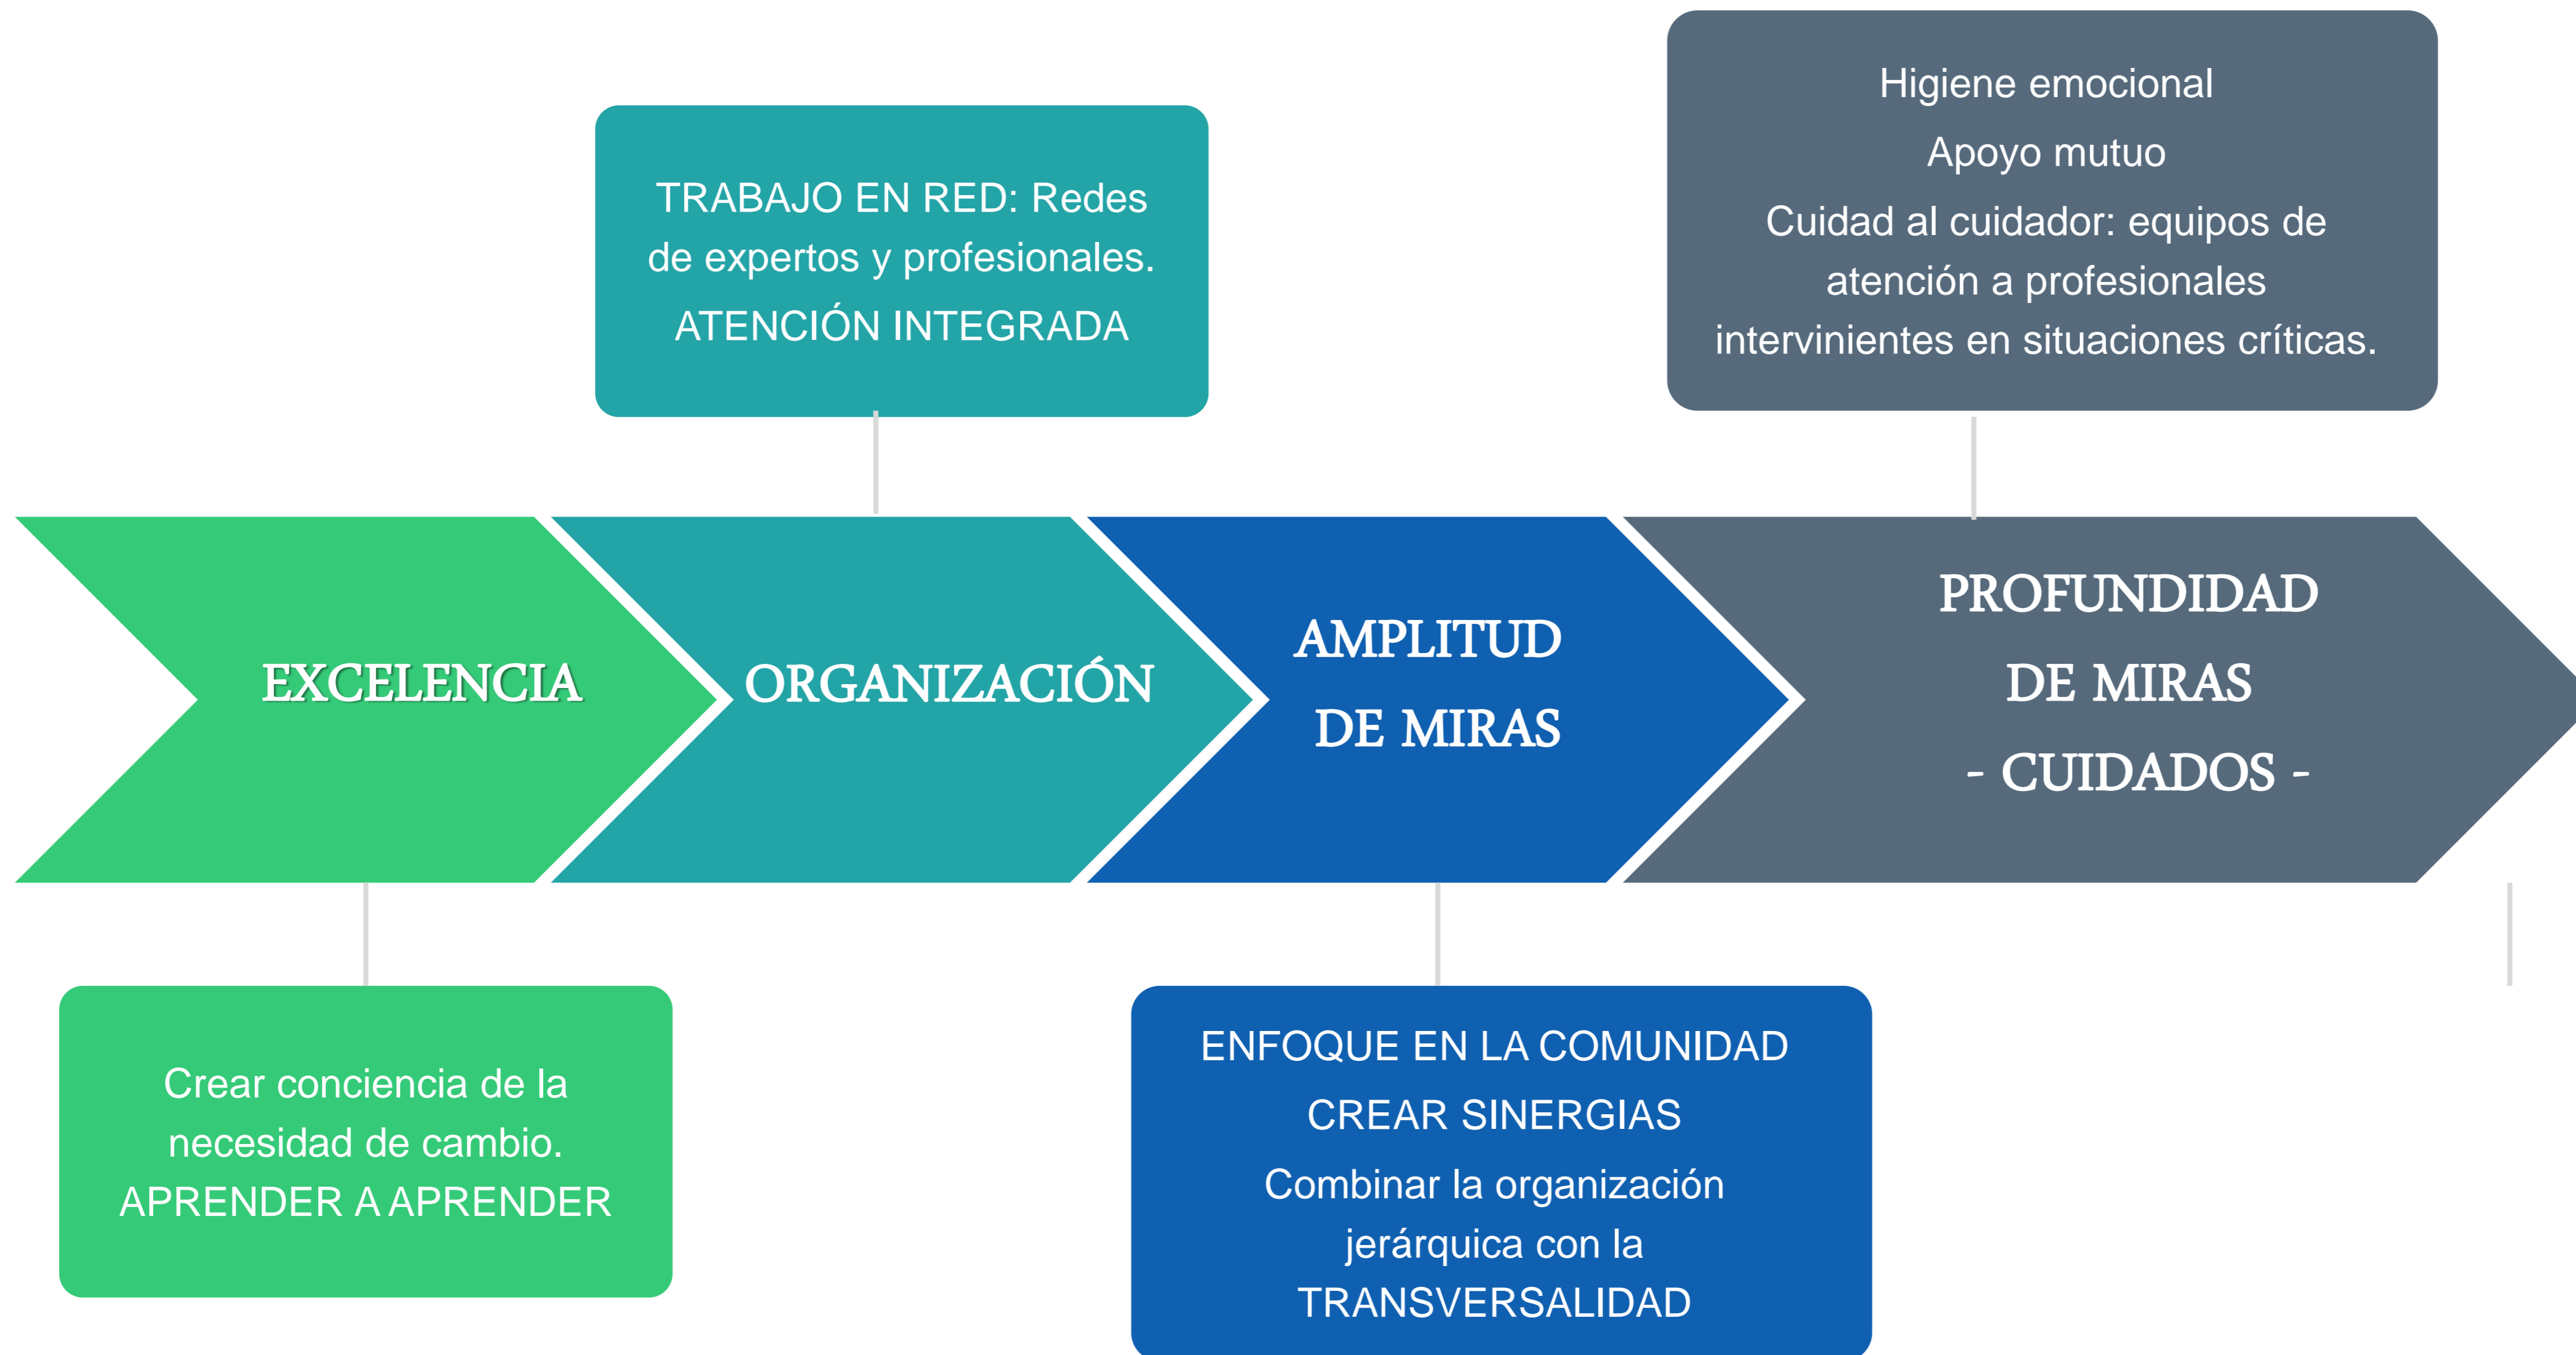 Higiene emocional
Apoyo mutuo
Cuidad al cuidador: equipos de
atención a profesionales
intervinientes en situaciones críticas.
TRABAJO EN RED: Redes
de expertos y profesionales.
ATENCIÓN INTEGRADA
EXCELENCIA
ORGANIZACIÓN
AMPLITUD
DE MIRAS
PROFUNDIDAD
DE MIRAS
- CUIDADOS -
Crear conciencia de la
necesidad de cambio.
APRENDER A APRENDER
ENFOQUE EN LA COMUNIDAD
CREAR SINERGIAS
Combinar la organización
jerárquica con la
TRANSVERSALIDAD